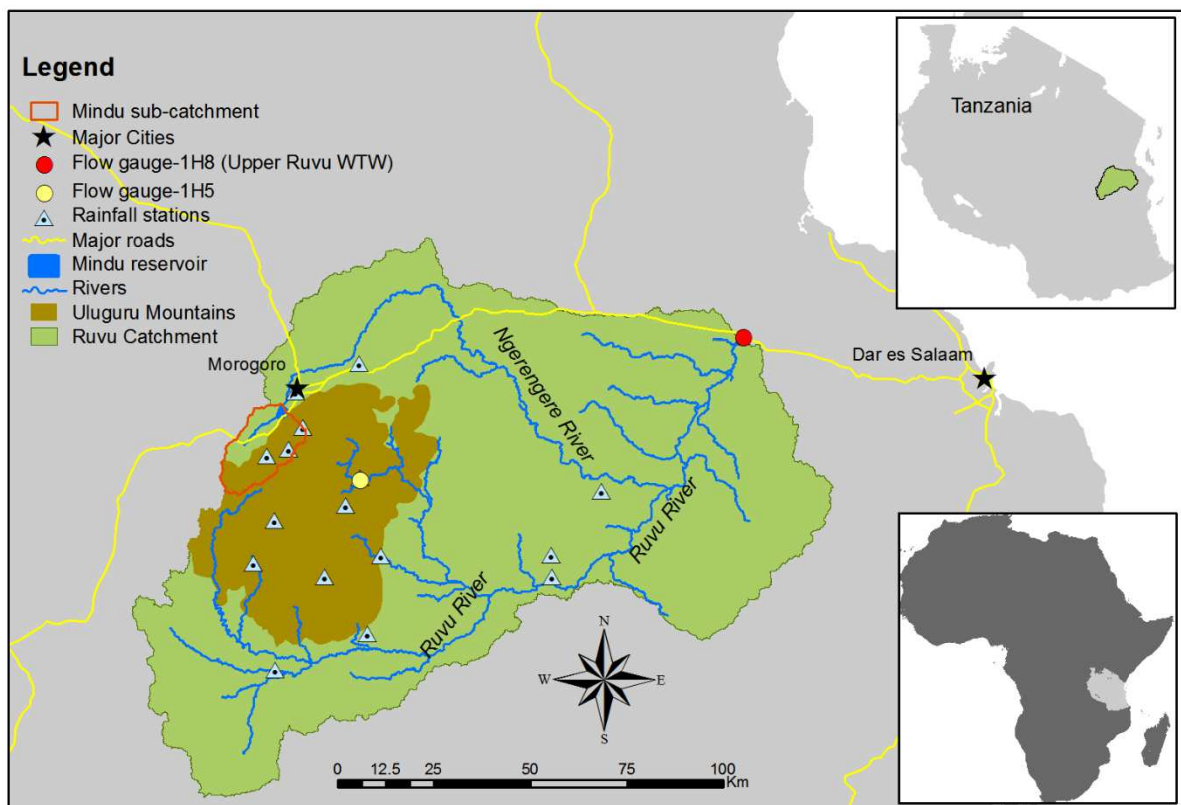 Legend
Mindu sub-catchment
Major Cities
Flow gauge-1H8 (Upper Ruvu WTW)
Flow gauge-1H5
Rainfall stations
Major roads
Mindu reservoir
Rivers
Uluguru Mountains
Ruvu Catchment
Tanzania
Morogoro
Dar es Salaam
Ngerengere River
Ruvu River
Ruvu River
N
W
E
S
0 12.5 25 50 75 100
Km